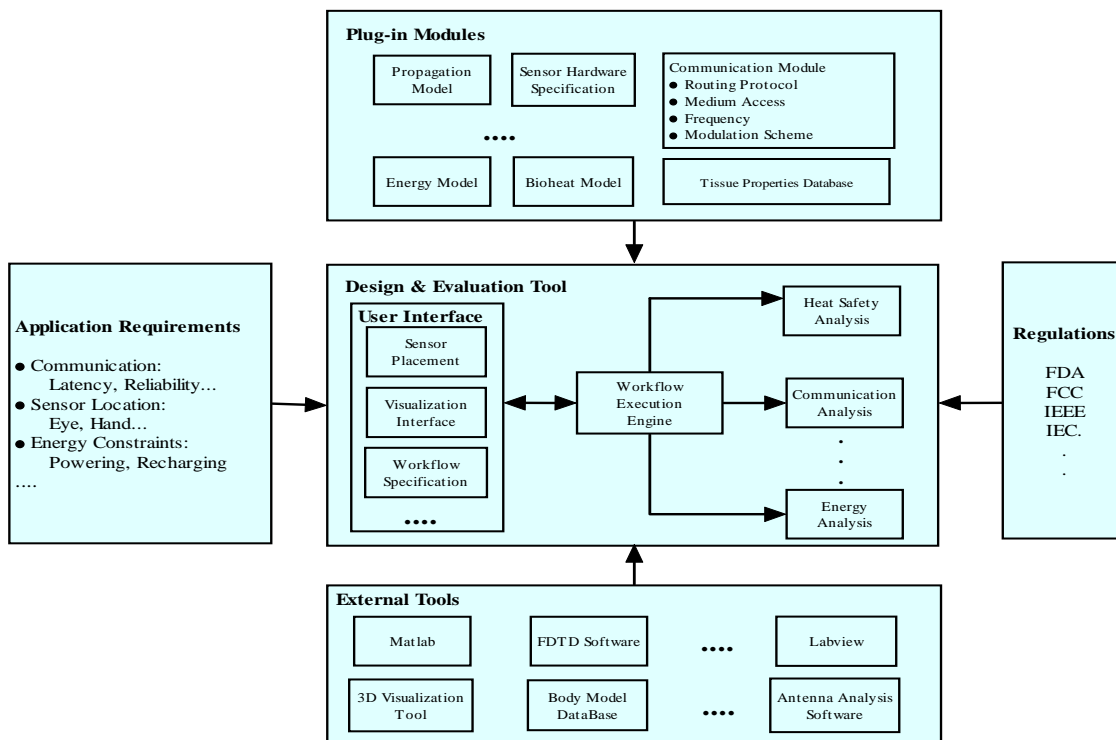 Plug-in Modules
Propagation
Model
Sensor Hardware
Specification
Communication Module
● Routing Protocol
● Medium Access
● Frequency
● Modulation Scheme
....
Energy Model
Bioheat Model
Tissue Properties Database
Application Requirements
● Communication:
Latency, Reliability...
● Sensor Location:
Eye, Hand...
● Energy Constraints:
Powering, Recharging
....
Design & Evaluation Tool
User Interface
Sensor
Placement
Visualization
Interface
Workflow
Specification
....
Workflow
Execution
Engine
Heat Safety
Analysis
Communication
Analysis
.
.
.
Energy
Analysis
Regulations
FDA
FCC
IEEE
IEC.
.
.
External Tools
Matlab
FDTD Software
....
Labview
3D Visualization
Tool
Body Model
DataBase
....
Antenna Analysis
Software